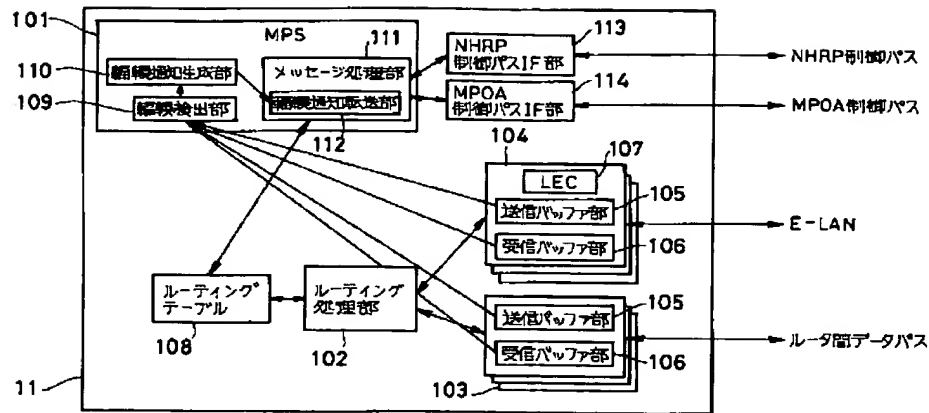 101
MPS
110
輻輳通知生成部
109
輻輳検出部
111
メッセージ処理部
輻輳通知転送部
112
113
NHRP
制御パスIF部
NHRP制御パス
MPOA
制御パスIF部
114
MPOA制御パス
104
107
LEC
送信バッファ部
105
受信バッファ部
106
E-LAN
ルーティング
テーブル
108
ルーティング
処理部
102
送信バッファ部
105
受信バッファ部
106
103
ルータ間データパス
11